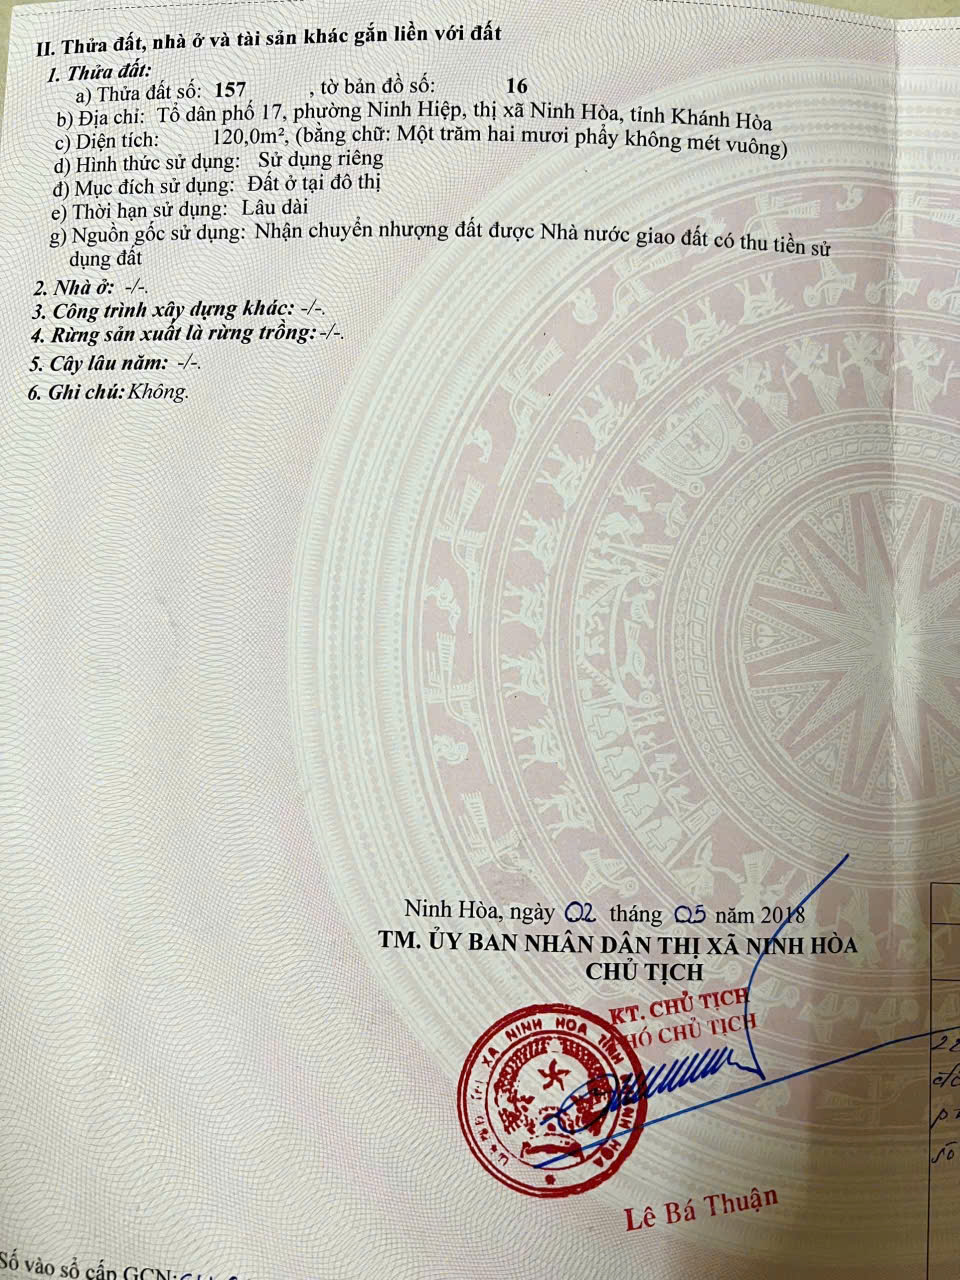 II. Thửa đất, nhà ở và tài sản khác gắn liền với đất
1. Thửa đất:
a) Thửa đất số: 157 , tờ bản đồ số: 16
b) Địa chỉ: Tổ dân phố 17, phường Ninh Hiệp, thị xã Ninh Hòa, tỉnh Khánh Hòa
c) Diện tích: 120,0m², (bằng chữ: Một trăm hai mươi phẩy không mét vuông)
d) Hình thức sử dụng: Sử dụng riêng
đ) Mục đích sử dụng: Đất ở tại đô thị
e) Thời hạn sử dụng: Lâu dài
g) Nguồn gốc sử dụng: Nhận chuyển nhượng đất được Nhà nước giao đất có thu tiền sử
dụng đất
2. Nhà ở: -/-.
3. Công trình xây dựng khác: -/-.
4. Rừng sản xuất là rừng trồng: -/-.
5. Cây lâu năm: -/-.
6. Ghi chú: Không.
Ninh Hòa, ngày 02 tháng 05 năm 2018
TM. ỦY BAN NHÂN DÂN THỊ XÃ NINH HÒA
CHỦ TỊCH
KT. CHỦ TỊCH
PHÓ CHỦ TỊCH
Lê Bá Thuận
Số vào sổ cấp GCN: